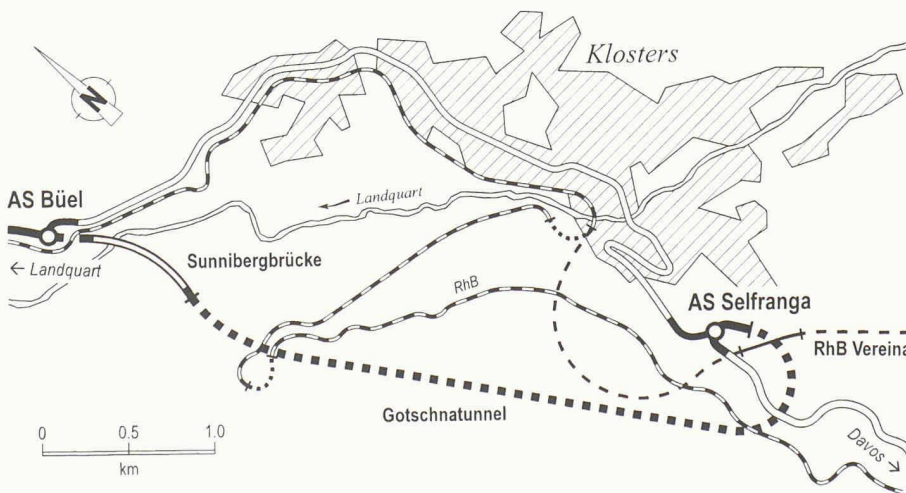 Klosters
N
AS Büel
← Landquart
Landquart
Sunnibergbrücke
RhB
AS Selfranga
RhB Vereina
Gotschnatunnel
Davos →
0 0.5 1.0
km